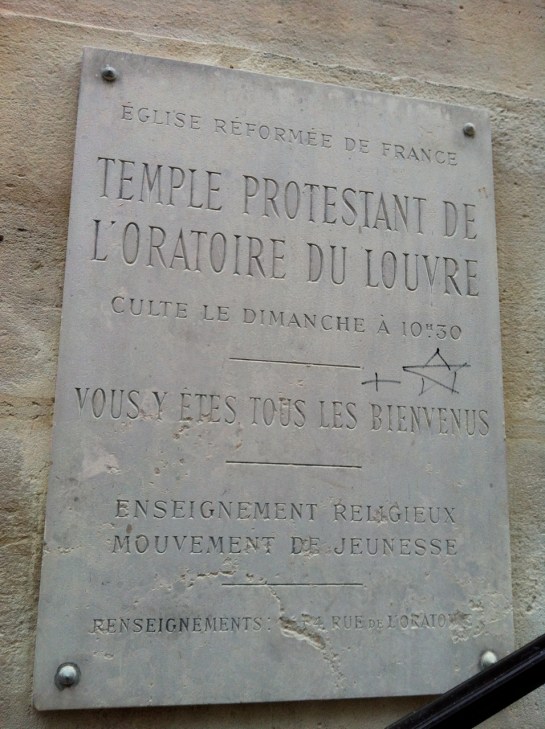 ÉGLISE RÉFORMÉE DE FRANCE
TEMPLE PROTESTANT DE
L'ORATOIRE DU LOUVRE
CULTE LE DIMANCHE À 10H30
VOUS Y ÊTES TOUS LES BIENVENUS
ENSEIGNEMENT RELIGIEUX
MOUVEMENT DE JEUNESSE
RENSEIGNEMENTS: RUE DE L'ORATOIRE